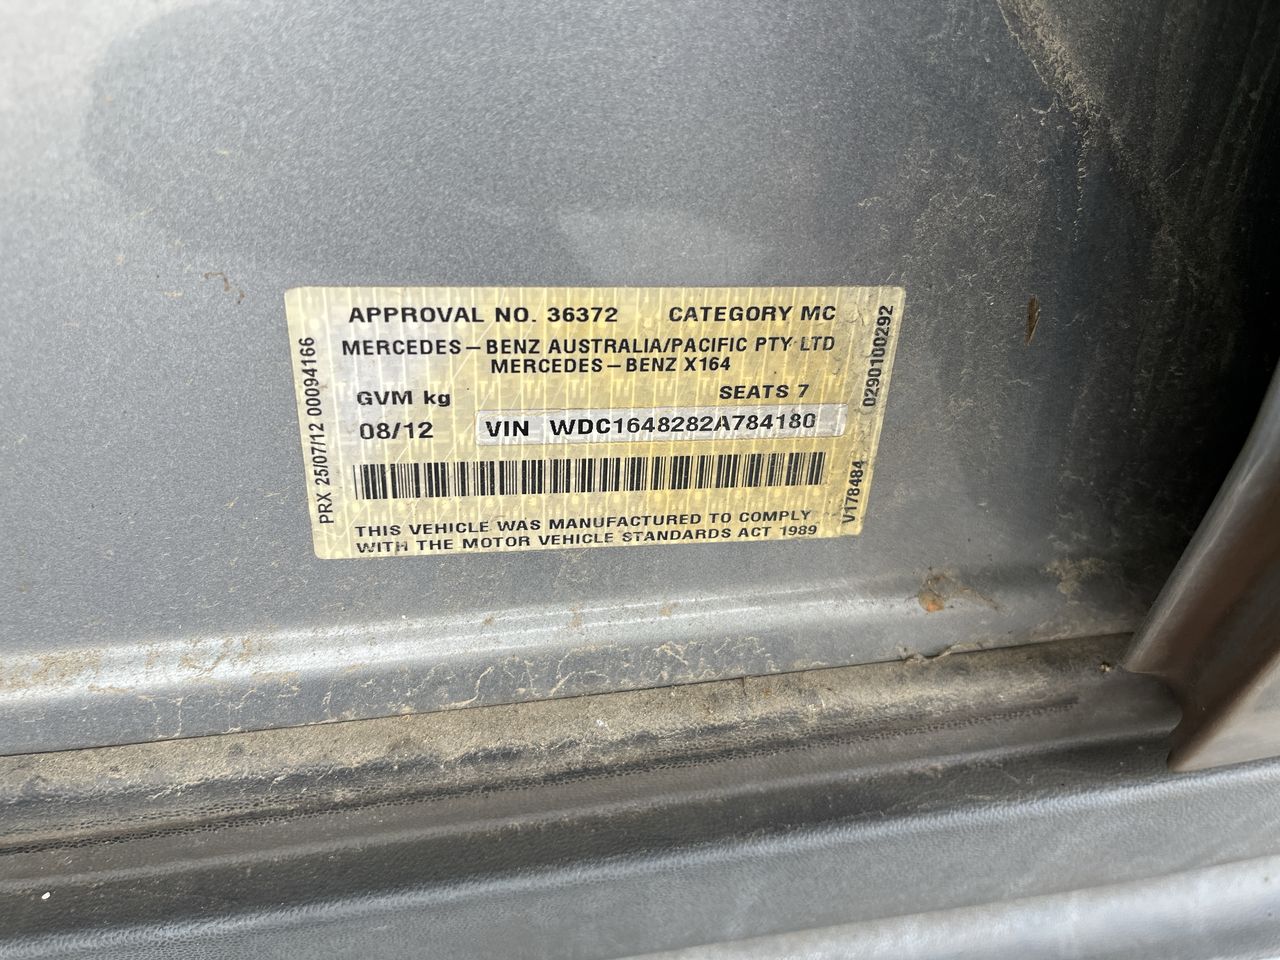 APPROVAL NO. 36372 CATEGORY MC
MERCEDES-BENZ AUSTRALIA/PACIFIC PTY LTD
MERCEDES-BENZ X164
GVM kg SEATS 7
08/12 VIN WDC1648282A784180
THIS VEHICLE WAS MANUFACTURED TO COMPLY
WITH THE MOTOR VEHICLE STANDARDS ACT 1989
PRX 25/07/12 00094166
V178484 0290100292